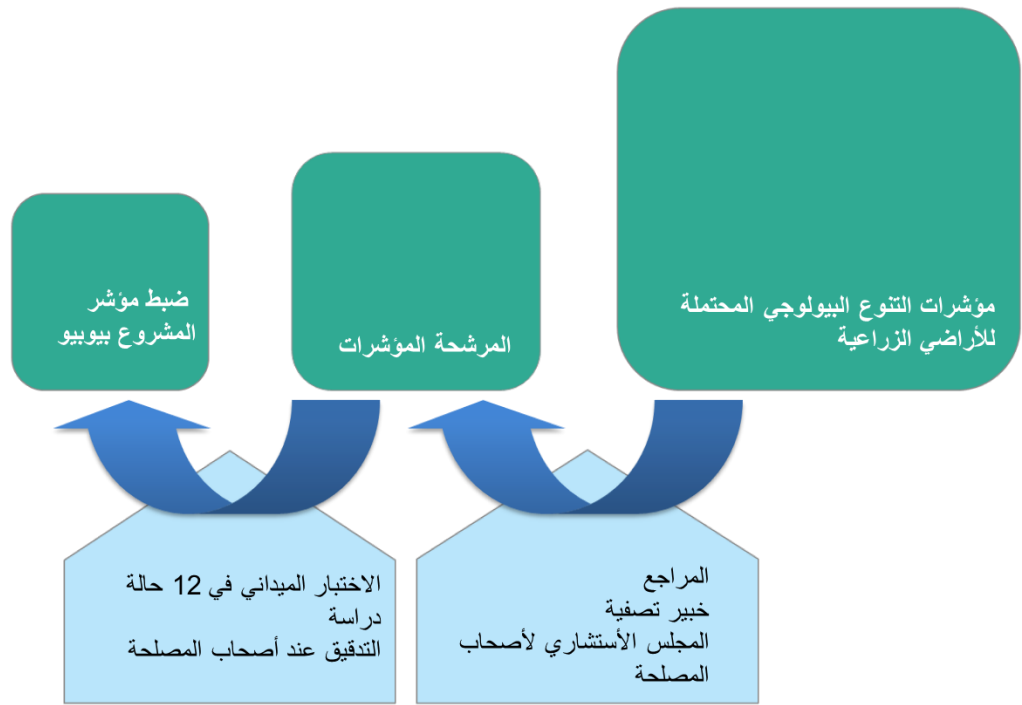 مؤشرات التنوع البيولوجي المحتملة
للأراضي الزراعية
المرشحة المؤشرات
ضبط مؤشر
المشروع بيوبيو
المراجع
خبير تصفية
المجلس الأستشاري لأصحاب
المصلحة
الاختبار الميداني في 12 حالة
دراسة
التدقيق عند أصحاب المصلحة